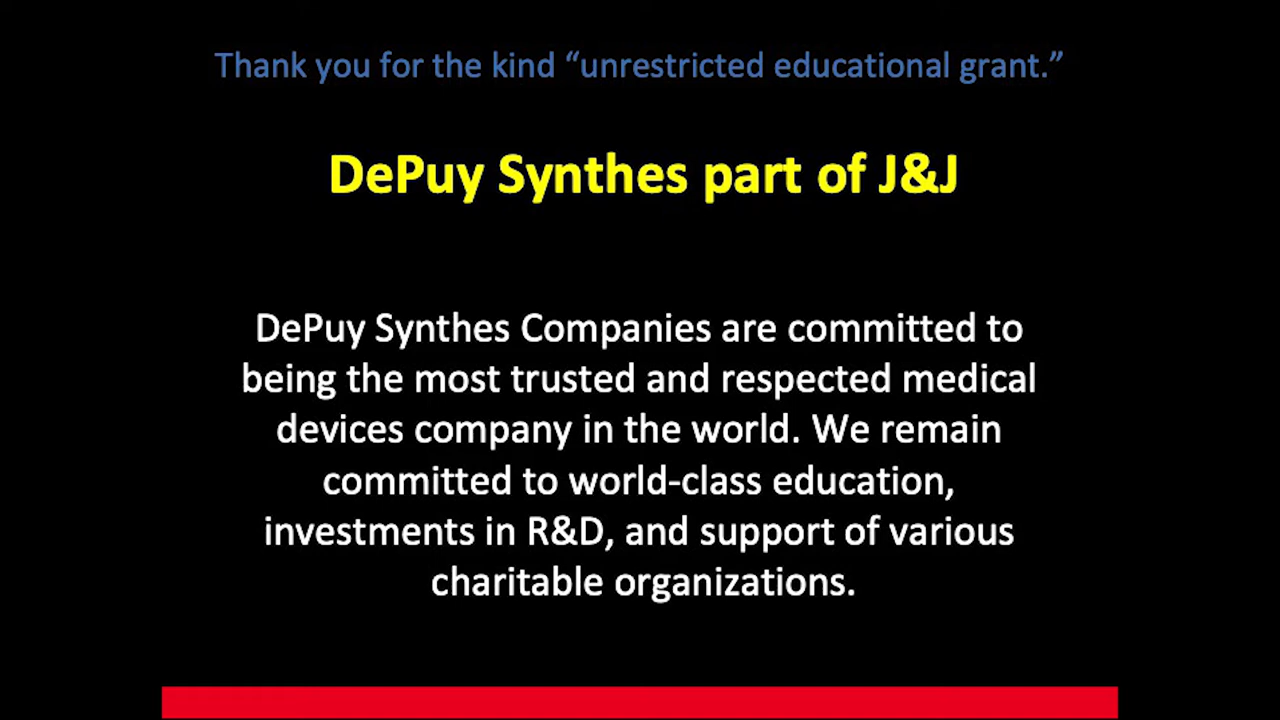 Thank you for the kind “unrestricted educational grant.”
DePuy Synthes part of J&J
DePuy Synthes Companies are committed to
being the most trusted and respected medical
devices company in the world. We remain
committed to world-class education,
investments in R&D, and support of various
charitable organizations.